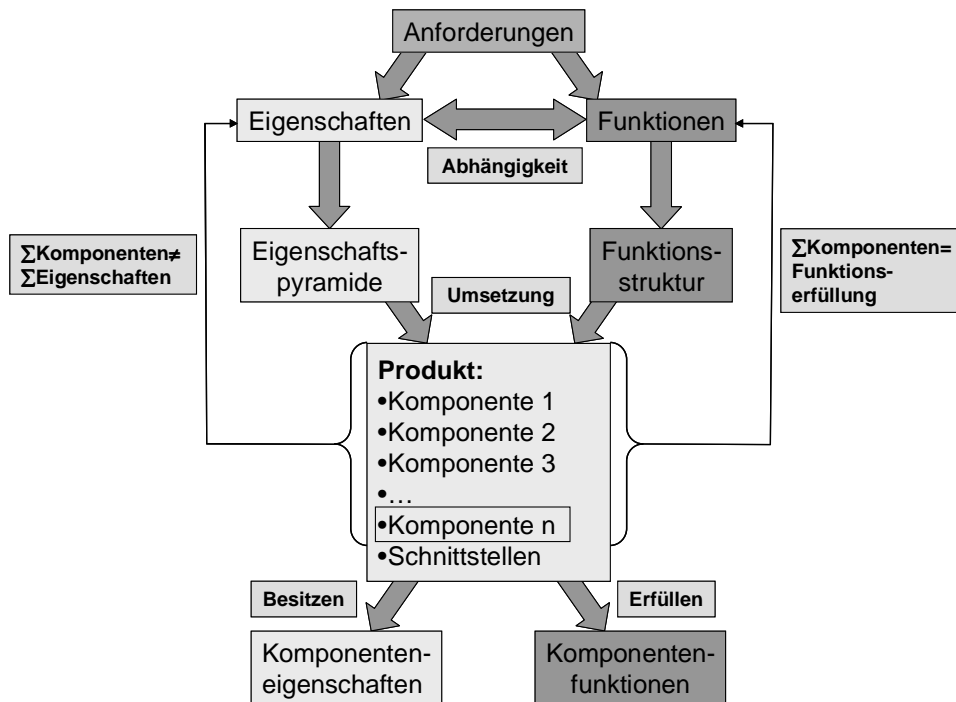 Anforderungen
Eigenschaften
Funktionen
Abhängigkeit
∑Komponenten≠
∑Eigenschaften
Eigenschafts-
pyramide
Funktions-
struktur
∑Komponenten=
Funktions-
erfüllung
Umsetzung
Produkt:
•Komponente 1
•Komponente 2
•Komponente 3
•…
•Komponente n
•Schnittstellen
Besitzen
Erfüllen
Komponenten-
eigenschaften
Komponenten-
funktionen